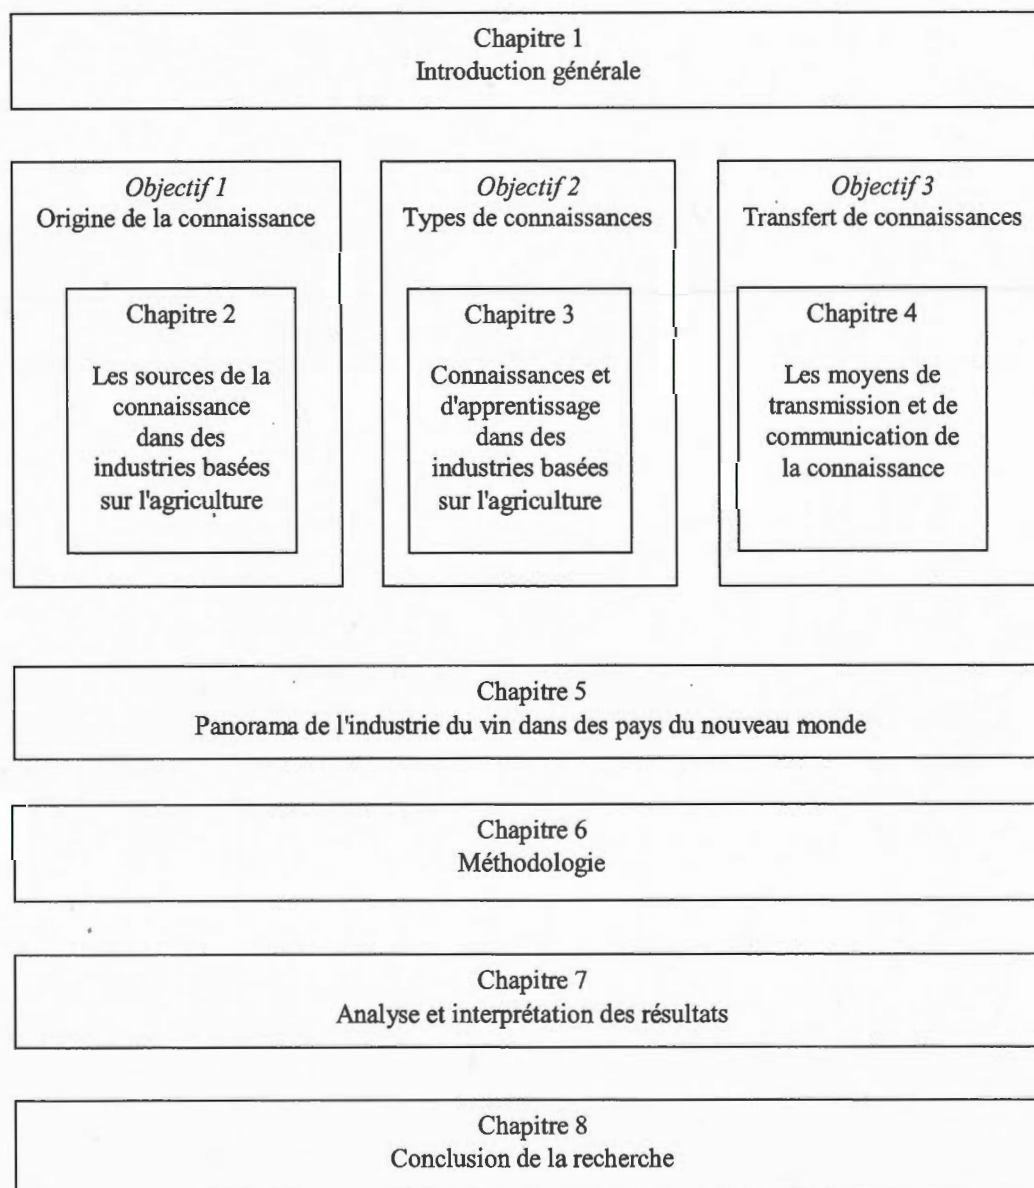 Chapitre 1
Introduction générale
Objectif 1
Origine de la connaissance
Chapitre 2
Les sources de la
connaissance
dans des
industries basées
sur l'agriculture
Objectif 2
Types de connaissances
Chapitre 3
Connaissances et
d'apprentissage
dans des
industries basées
sur l'agriculture
Objectif 3
Transfert de connaissances
Chapitre 4
Les moyens de
transmission et de
communication de
la connaissance
Chapitre 5
Panorama de l'industrie du vin dans des pays du nouveau monde
Chapitre 6
Méthodologie
Chapitre 7
Analyse et interprétation des résultats
Chapitre 8
Conclusion de la recherche